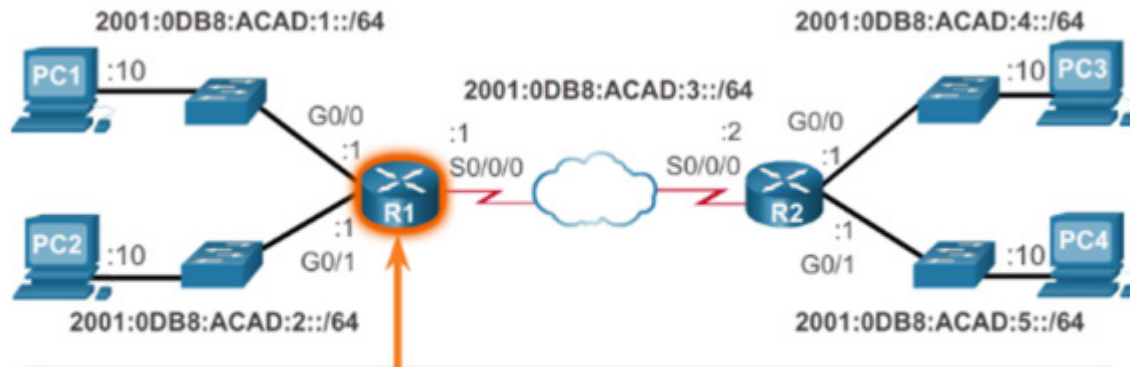 2001:0DB8:ACAD:1::/64
2001:0DB8:ACAD:4::/64
PC1
:10
:10
PC3
2001:0DB8:ACAD:3::/64
G0/0
:1
:1
S0/0/0
:2
S0/0/0
G0/0
:1
R1
R2
PC2
:10
:1
G0/1
:1
G0/1
:10
PC4
2001:0DB8:ACAD:2::/64
2001:0DB8:ACAD:5::/64